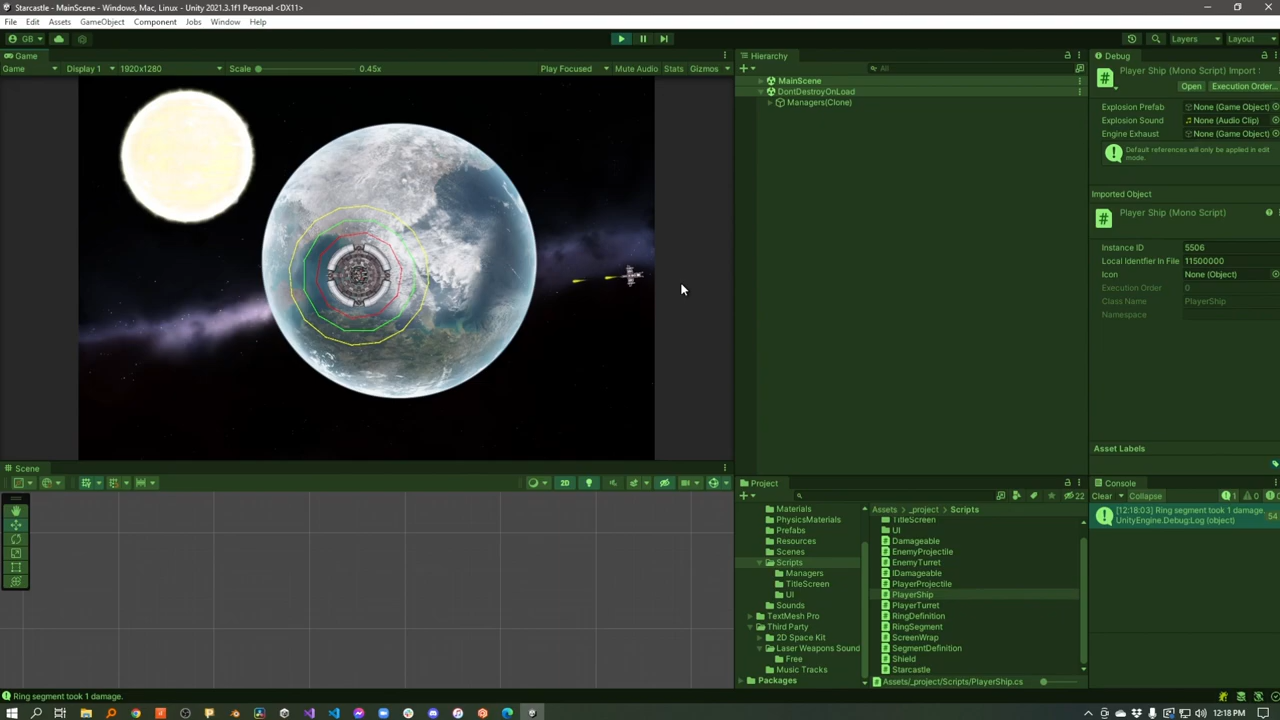 Starcastle - MainScene - Windows, Mac, Linux - Unity 2021.3.1f1 Personal <DX11>
File Edit Assets GameObject Component Jobs Window Help
GB
Layers Layout
Game
Game Display 1 1920x1280 Scale 0.45x Play Focused Mute Audio Stats Gizmos
Hierarchy
All
MainScene
DontDestroyOnLoad
Managers(Clone)
Debug
Player Ship (Mono Script) Import
Open Execution Order...
Explosion Prefab None (Game Object)
Explosion Sound None (Audio Clip)
Engine Exhaust None (Game Object)
Default references will only be applied in edit
mode.
Imported Object
Player Ship (Mono Script)
Instance ID 5506
Local Identfier In File 11500000
Icon None (Object)
Execution Order 0
Class Name PlayerShip
Namespace
Asset Labels
Scene
2D
Project
22
Materials
PhysicsMaterials
Prefabs
Resources
Scenes
Scripts
Managers
TitleScreen
UI
Sounds
TextMesh Pro
Third Party
2D Space Kit
Laser Weapons Sound
Free
Music Tracks
Packages
Assets _project Scripts
TitleScreen
UI
Damageable
EnemyProjectile
EnemyTurret
IDamageable
PlayerProjectile
PlayerShip
PlayerTurret
RingDefinition
RingSegment
ScreenWrap
SegmentDefinition
Shield
Starcastle
Assets/_project/Scripts/PlayerShip.cs
Console
Clear Collapse 1 0
[12:18:03] Ring segment took 1 damage.
UnityEngine.Debug:Log (object)
54
Ring segment took 1 damage.
12:18 PM